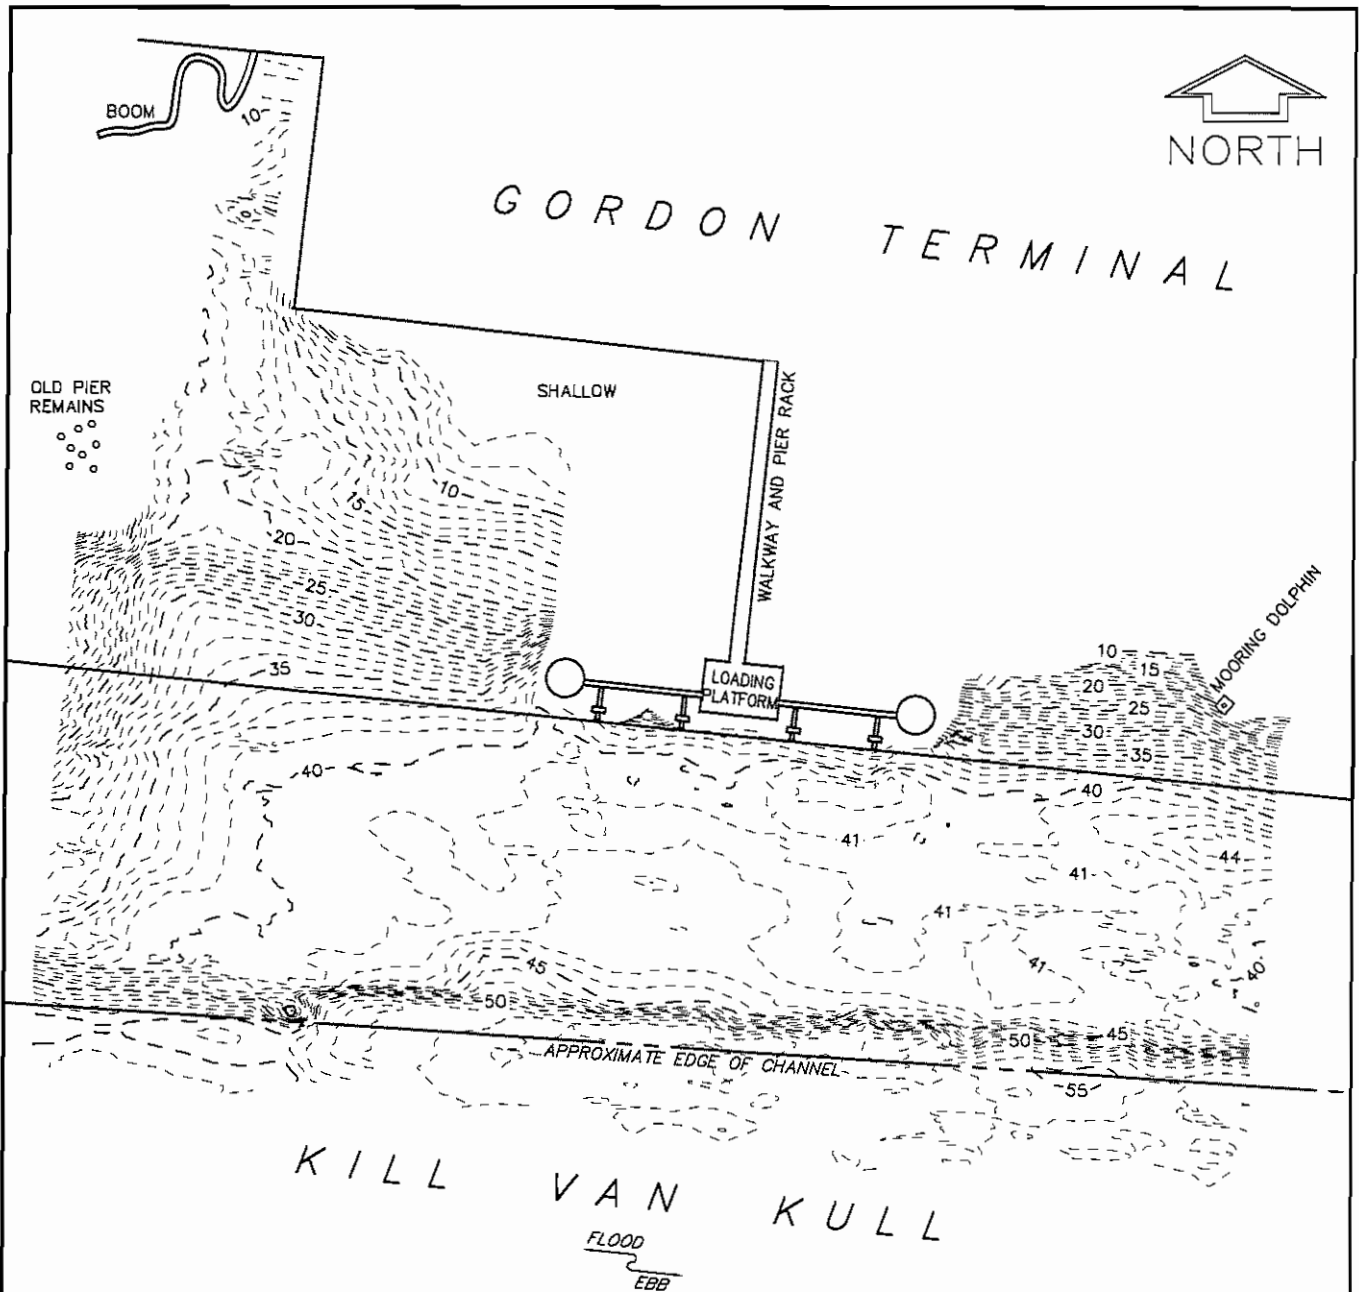 BOOM
10
NORTH
GORDON TERMINAL
OLD PIER
REMAINS
SHALLOW
WALKWAY AND PIER RACK
15
10
20
25
30
35
MOORING DOLPHIN
10
15
20
25
30
35
LOADING
PLATFORM
40
40
41
44
41
41
41
40
45
50
50
45
APPROXIMATE EDGE OF CHANNEL
55
KILL VAN KULL
FLOOD
EBB